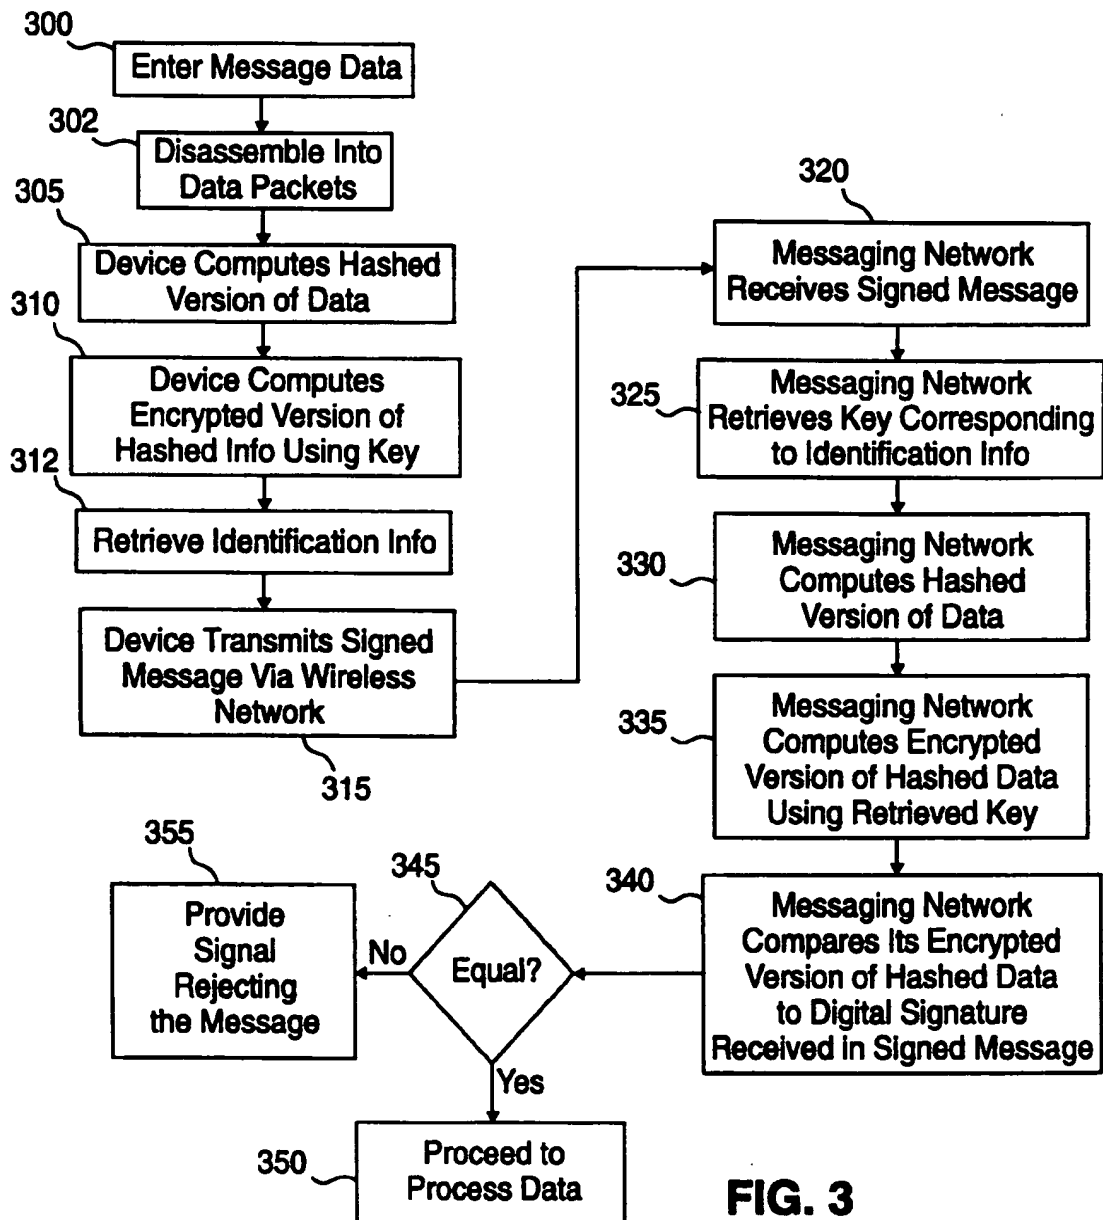 300
Enter Message Data
302
Disassemble Into
Data Packets
305
Device Computes Hashed
Version of Data
310
Device Computes
Encrypted Version of
Hashed Info Using Key
312
Retrieve Identification Info
Device Transmits Signed
Message Via Wireless
Network
315
320
Messaging Network
Receives Signed Message
325
Messaging Network
Retrieves Key Corresponding
to Identification Info
330
Messaging Network
Computes Hashed
Version of Data
335
Messaging Network
Computes Encrypted
Version of Hashed Data
Using Retrieved Key
340
Messaging Network
Compares Its Encrypted
Version of Hashed Data
to Digital Signature
Received in Signed Message
345
Equal?
No
355
Provide
Signal
Rejecting
the Message
Yes
350
Proceed to
Process Data
FIG. 3